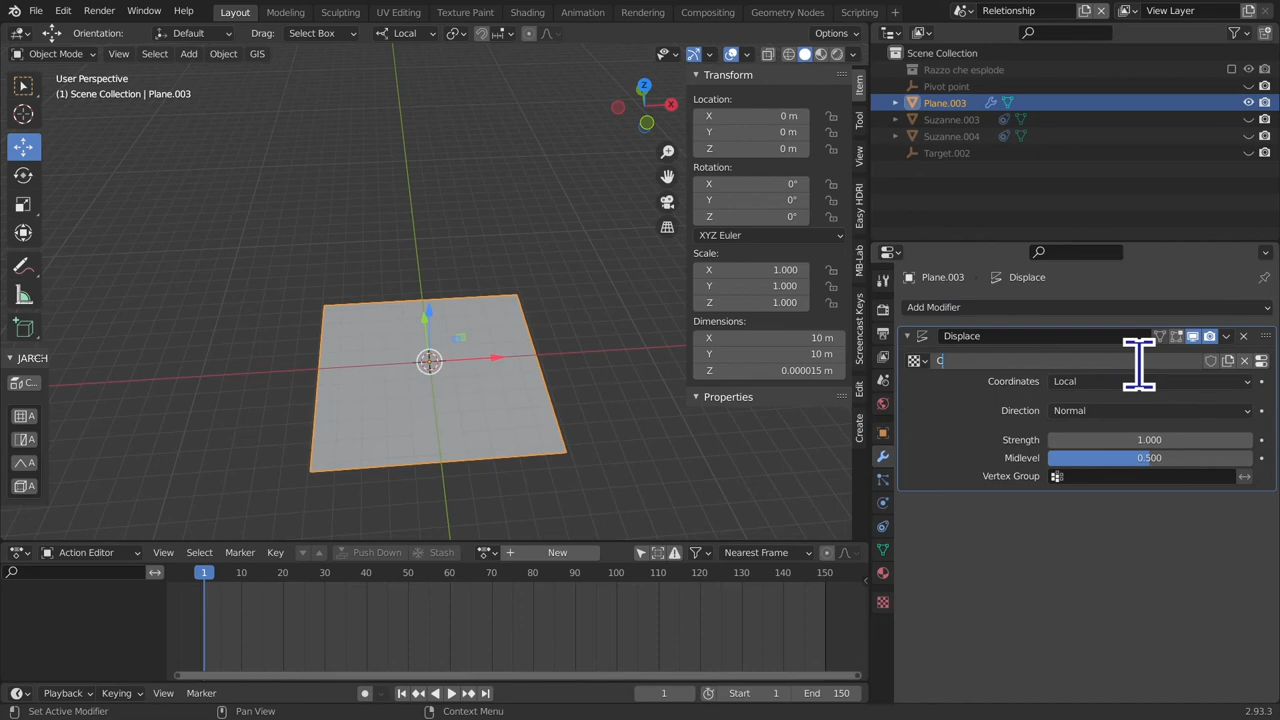 File Edit Render Window Help Layout Modeling Sculpting UV Editing Texture Paint Shading Animation Rendering Compositing Geometry Nodes Scripting + Relationship View Layer
Orientation: Default Drag: Select Box Local Options
Object Mode View Select Add Object GIS
User Perspective
(1) Scene Collection | Plane.003
Z
X
Y
JARCH
C...
A
A
A
A
Transform
Location:
X 0 m
Y 0 m
Z 0 m
Rotation:
X 0°
Y 0°
Z 0°
XYZ Euler
Scale:
X 1.000
Y 1.000
Z 1.000
Dimensions:
X 10 m
Y 10 m
Z 0.000015 m
Properties
Item
Tool
View
Easy HDRI
MB-Lab
Screencast Keys
Edit
Create
Scene Collection
Razzo che esplode
Pivot point
Plane.003
Suzanne.003
Suzanne.004
Target.002
Plane.003 Displace
Add Modifier
Displace
C
Coordinates Local
Direction Normal
Strength 1.000
Midlevel 0.500
Vertex Group
Action Editor View Select Marker Key Push Down Stash + New Nearest Frame
1 10 20 30 40 50 60 70 80 90 100 110 120 130 140 150
Playback Keying View Marker 1 Start 1 End 150
Set Active Modifier Pan View Context Menu 2.93.3